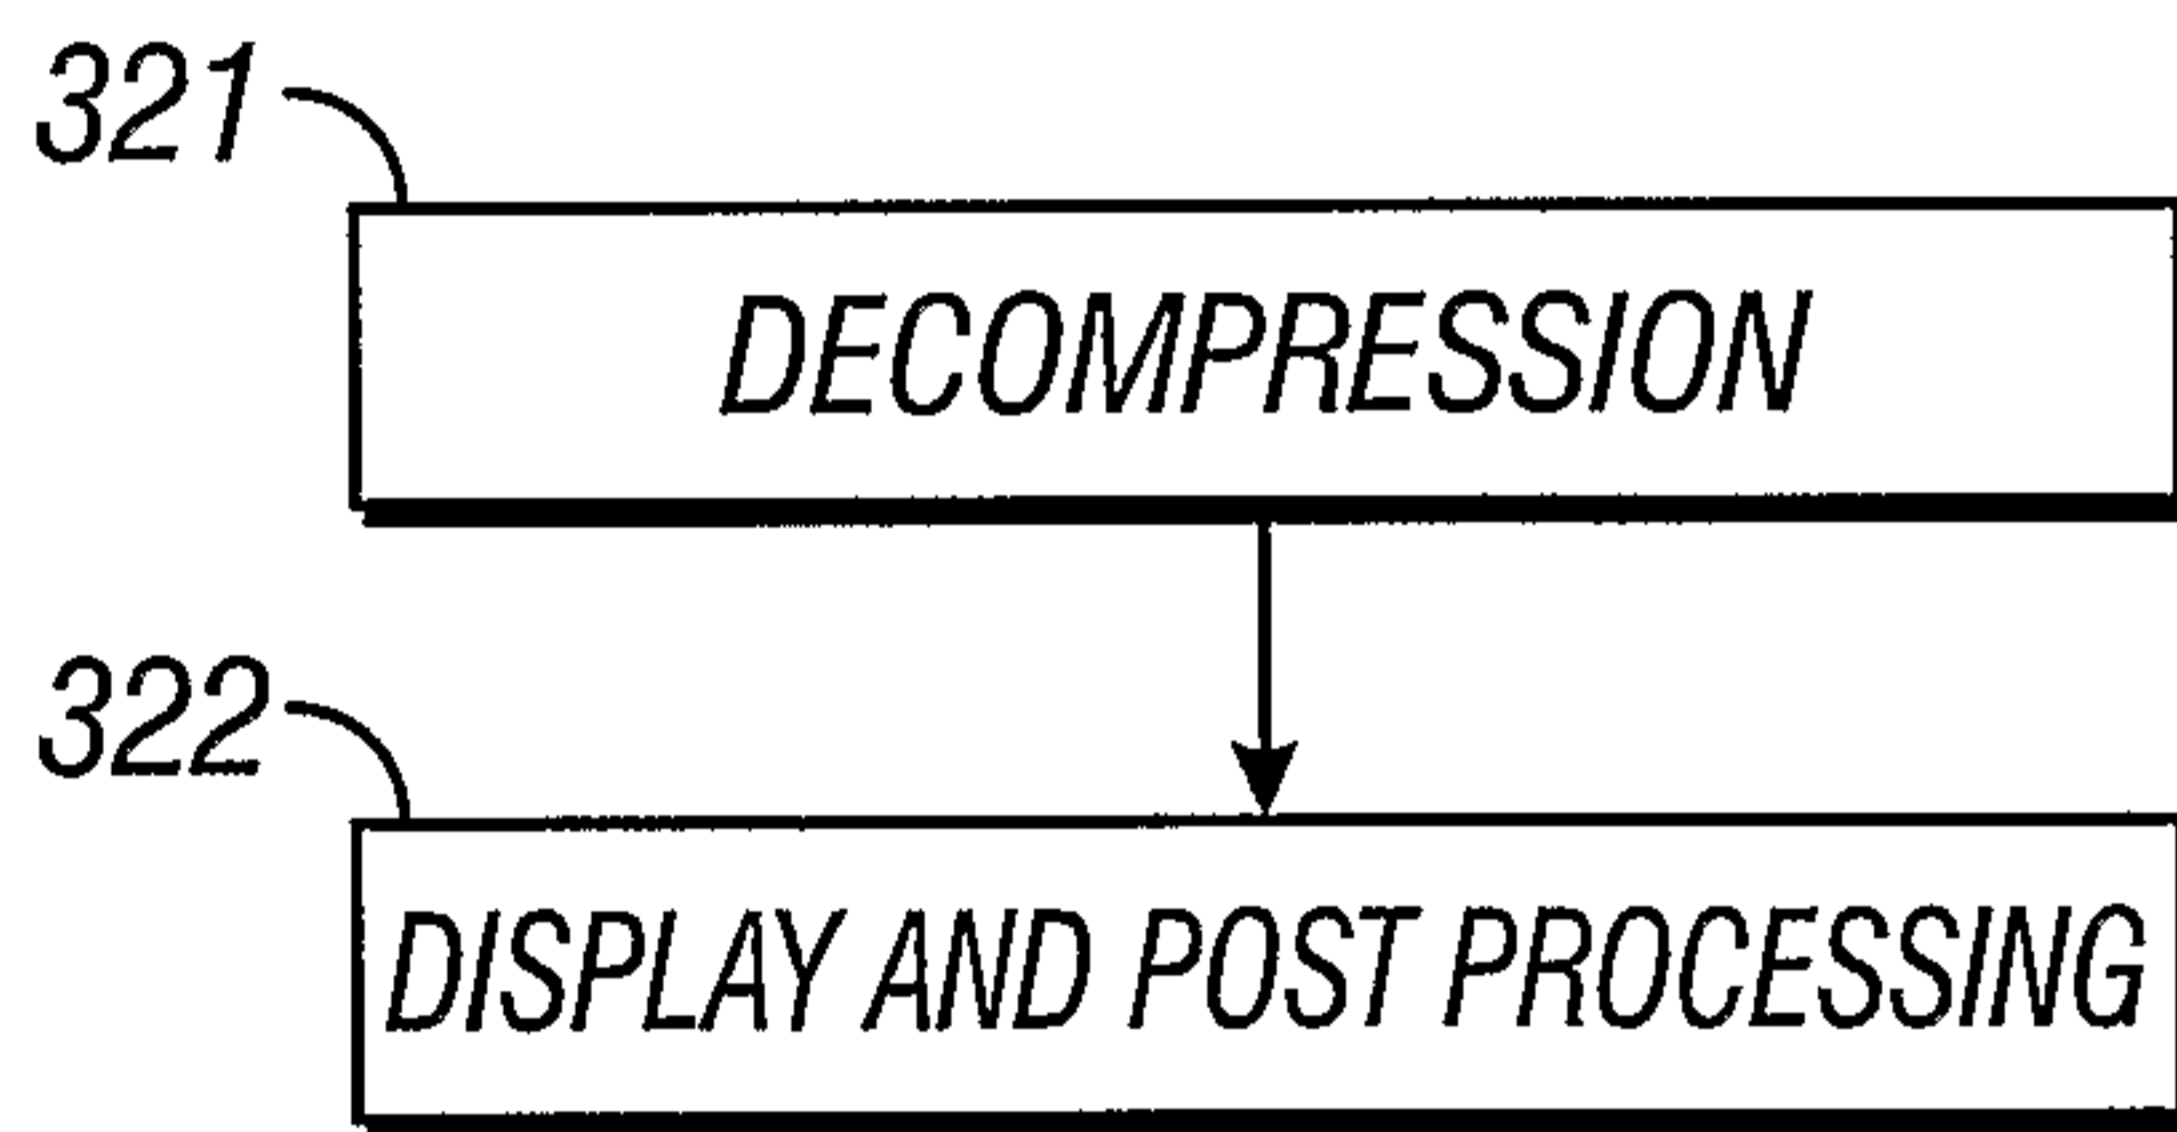 321
DECOMPRESSION
322
DISPLAY AND POST PROCESSING